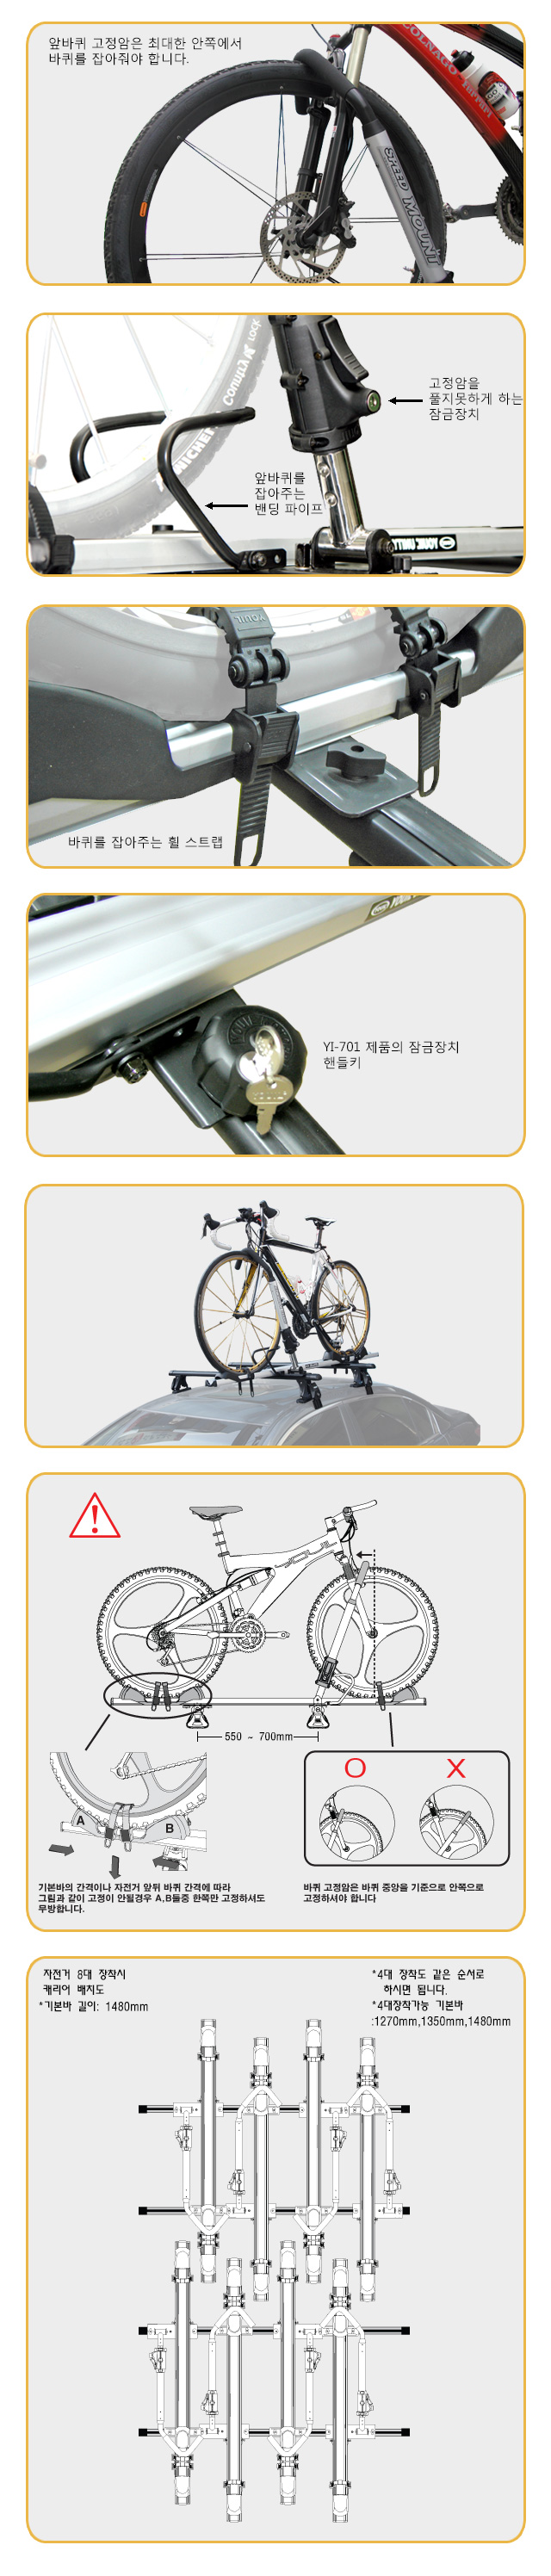 앞바퀴 고정암은 최대한 안쪽에서
바퀴를 잡아줘야 합니다.
COLNAGO
Ferrari
SPEED MOUNT
고정암을
풀지못하게 하는
잠금장치
앞바퀴를
잡아주는
밴딩 파이프
바퀴를 잡아주는 휠 스트랩
YI-701 제품의 잠금장치
핸들키
550 ~ 700mm
O X
A
B
기본바의 간격이나 자전거 앞뒤 바퀴 간격에 따라
그림과 같이 고정이 안될경우 A,B둘중 한쪽만 고정하셔도
무방합니다.
바퀴 고정암은 바퀴 중앙을 기준으로 안쪽으로
고정하셔야 합니다
자전거 8대 장착시
캐리어 배치도
*기본바 길이: 1480mm
*4대 장착도 같은 순서로
하시면 됩니다.
*4대장착가능 기본바
:1270mm,1350mm,1480mm